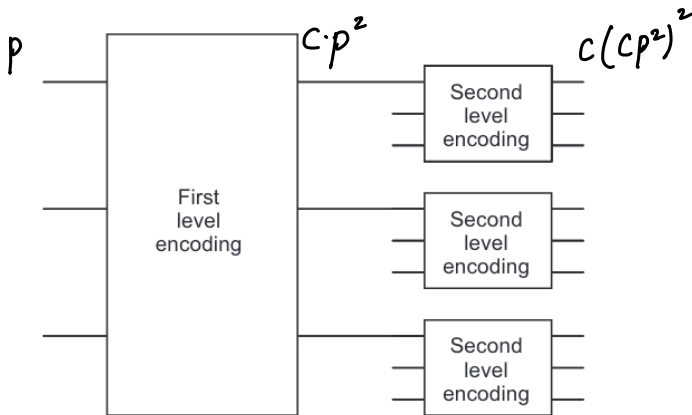 p
C·p²
C(Cp²)²
First
level
encoding
Second
level
encoding
Second
level
encoding
Second
level
encoding